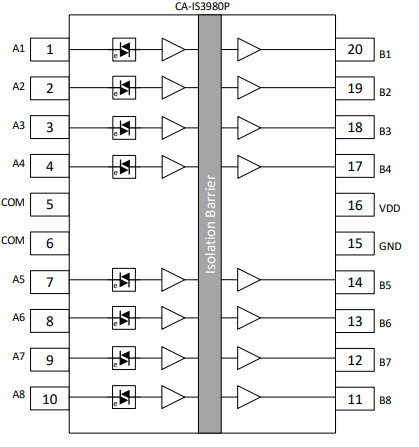 CA-IS3980P
A1 1 e 20 B1
A2 2 e 19 B2
A3 3 e 18 B3
A4 4 e 17 B4
COM 5 16 VDD
COM 6 15 GND
Isolation Barrier
A5 7 e 14 B5
A6 8 e 13 B6
A7 9 e 12 B7
A8 10 e 11 B8